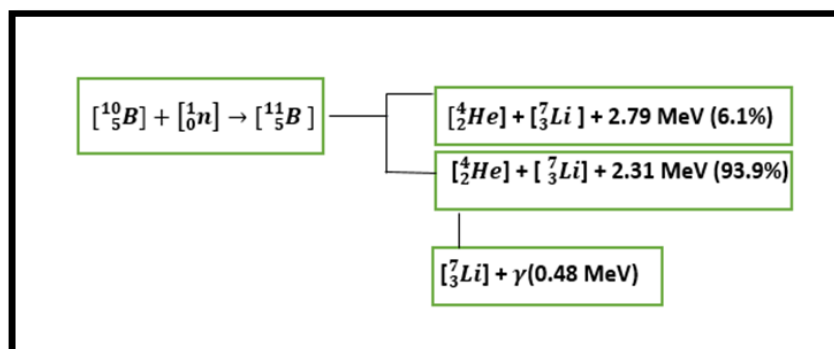 [¹⁰₅B] + [¹₀n] → [¹¹₅B ]
[⁴₂He] + [⁷₃Li ] + 2.79 MeV (6.1%)
[⁴₂He] + [ ⁷₃Li] + 2.31 MeV (93.9%)
[⁷₃Li] + γ(0.48 MeV)